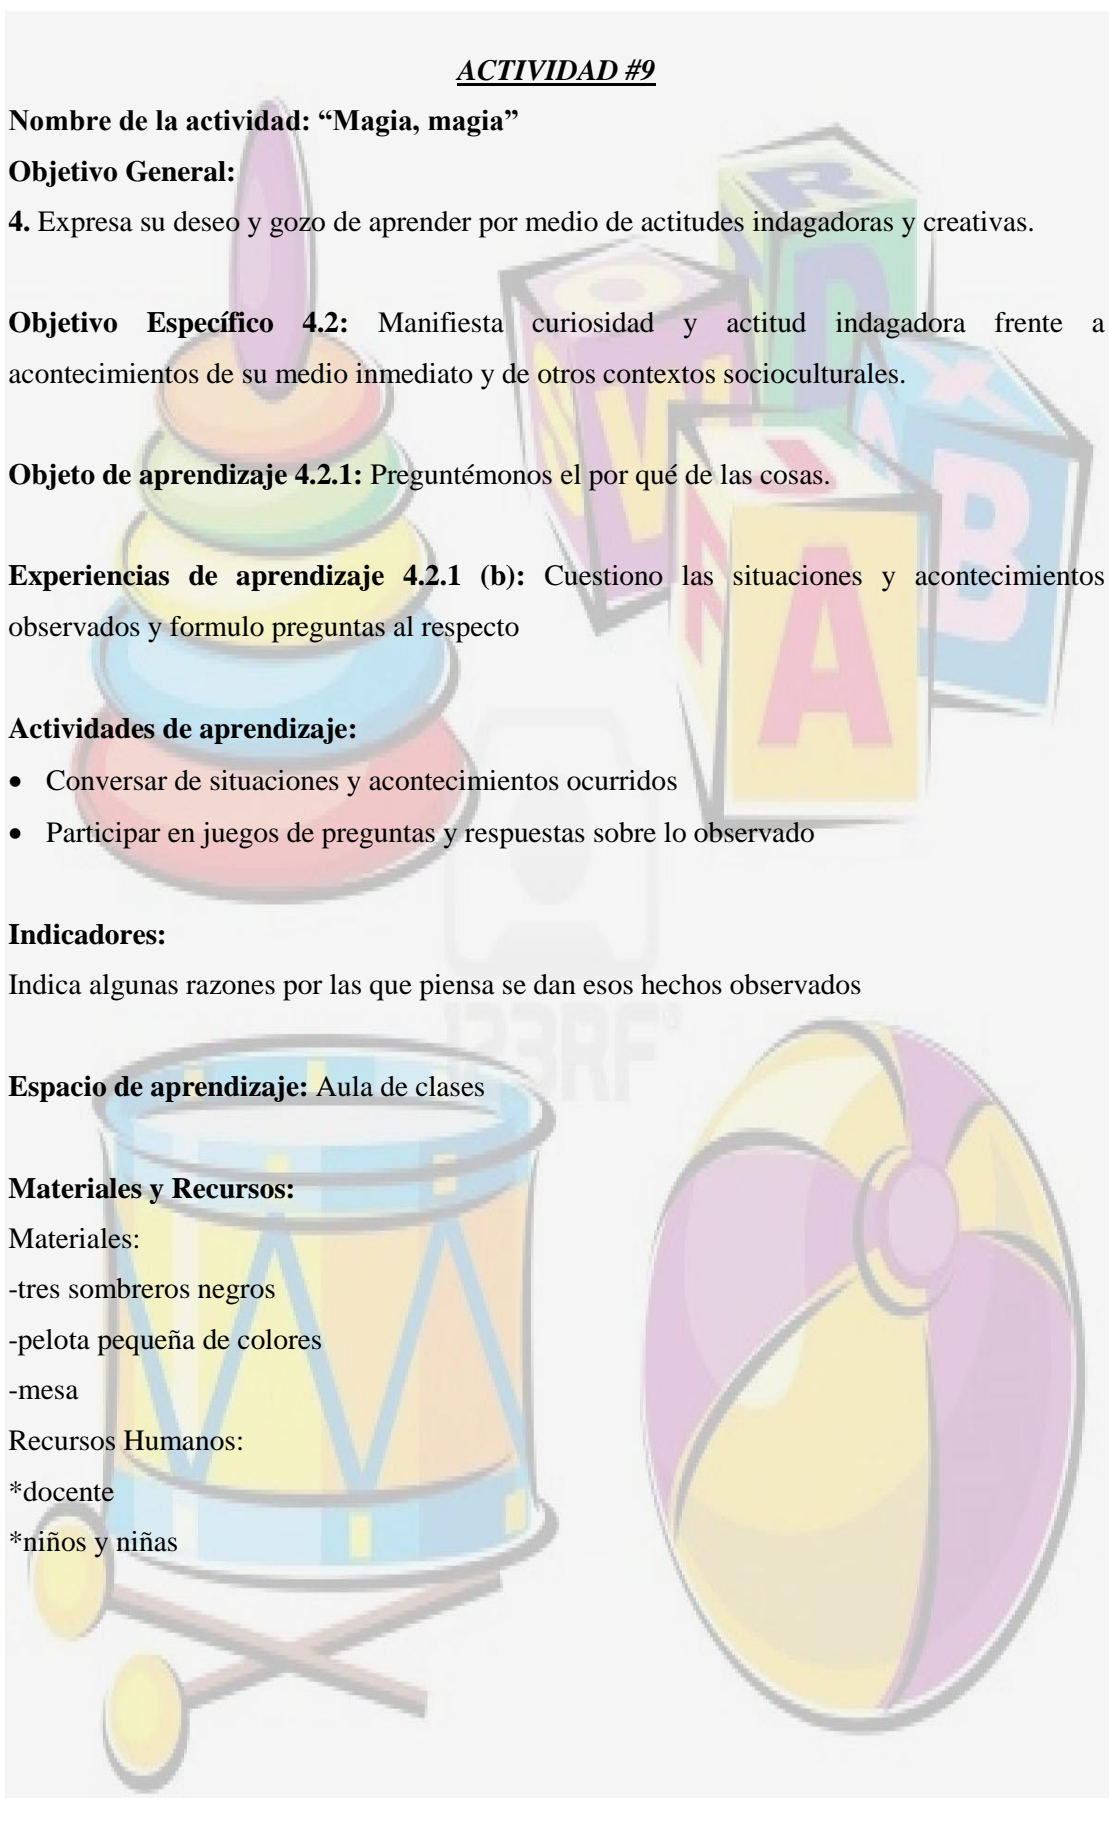 ACTIVIDAD #9
Nombre de la actividad: “Magia, magia”
Objetivo General:
4. Expresa su deseo y gozo de aprender por medio de actitudes indagadoras y creativas.
Objetivo Específico 4.2: Manifiesta curiosidad y actitud indagadora frente a
acontecimientos de su medio inmediato y de otros contextos socioculturales.
Objeto de aprendizaje 4.2.1: Preguntémonos el por qué de las cosas.
Experiencias de aprendizaje 4.2.1 (b): Cuestiono las situaciones y acontecimientos
observados y formulo preguntas al respecto
Actividades de aprendizaje:
• Conversar de situaciones y acontecimientos ocurridos
• Participar en juegos de preguntas y respuestas sobre lo observado
Indicadores:
Indica algunas razones por las que piensa se dan esos hechos observados
123RF®
Espacio de aprendizaje: Aula de clases
Materiales y Recursos:
Materiales:
-tres sombreros negros
-pelota pequeña de colores
-mesa
Recursos Humanos:
*docente
*niños y niñas